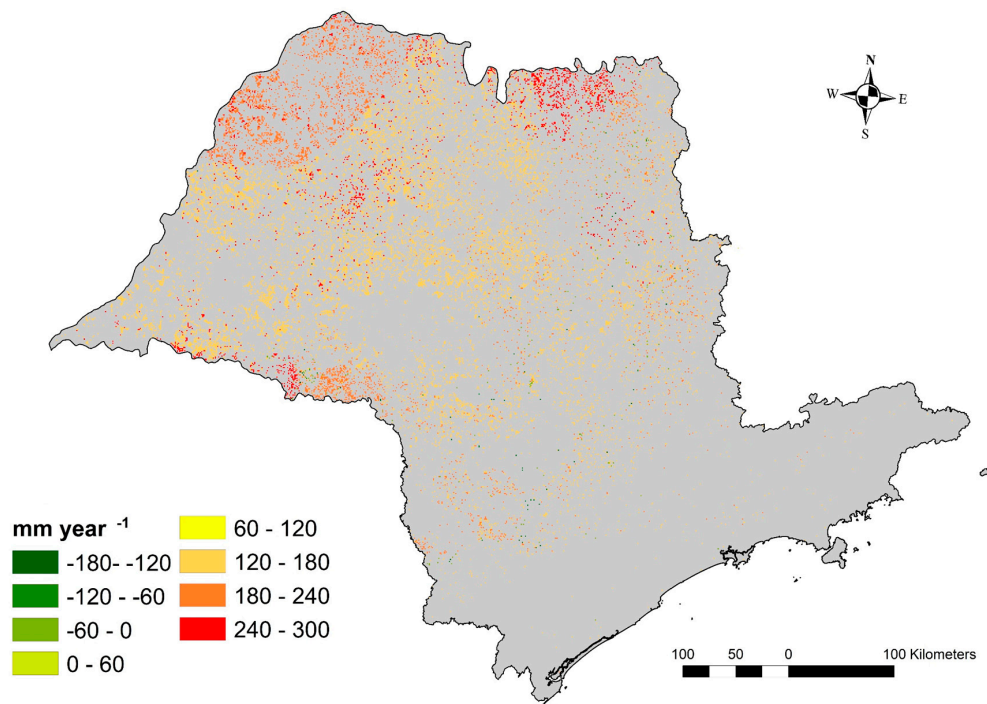 N
W E
S
mm year -1
-180- -120
-120 - -60
-60 - 0
0 - 60
60 - 120
120 - 180
180 - 240
240 - 300
100 50 0 100 Kilometers